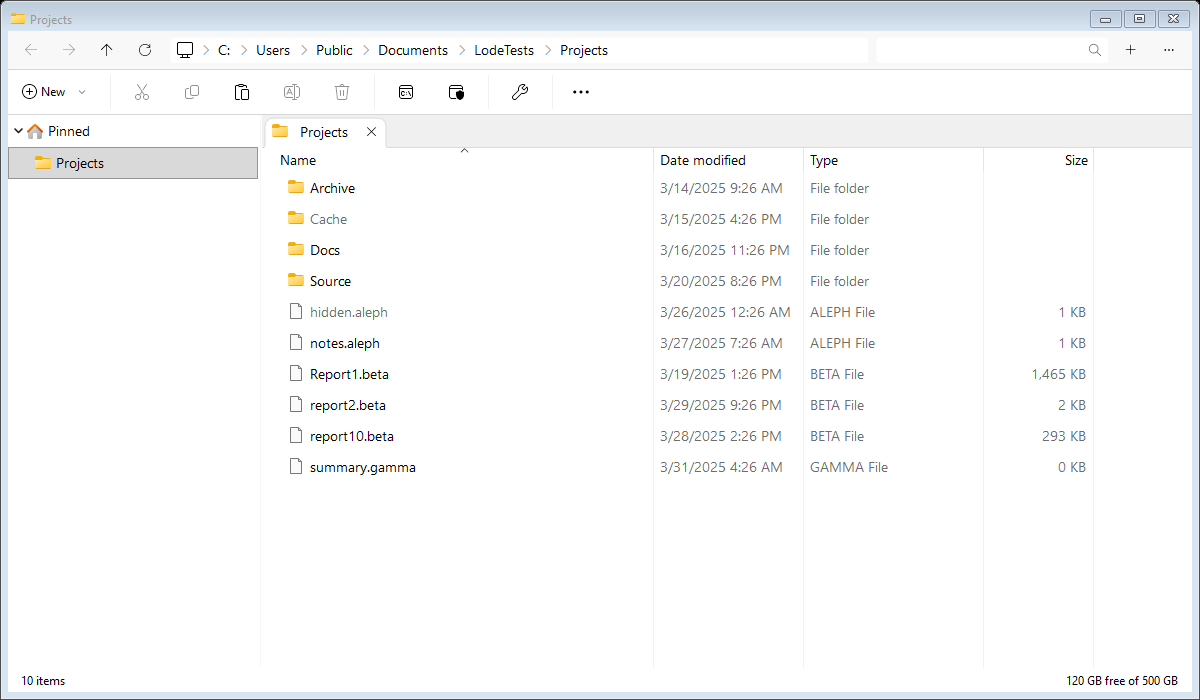 Projects
C: Users Public Documents LodeTests Projects
New
Pinned
Projects
Projects
Name Date modified Type Size
Archive 3/14/2025 9:26 AM File folder
Cache 3/15/2025 4:26 PM File folder
Docs 3/16/2025 11:26 PM File folder
Source 3/20/2025 8:26 PM File folder
hidden.aleph 3/26/2025 12:26 AM ALEPH File 1 KB
notes.aleph 3/27/2025 7:26 AM ALEPH File 1 KB
Report1.beta 3/19/2025 1:26 PM BETA File 1,465 KB
report2.beta 3/29/2025 9:26 PM BETA File 2 KB
report10.beta 3/28/2025 2:26 PM BETA File 293 KB
summary.gamma 3/31/2025 4:26 AM GAMMA File 0 KB
10 items 120 GB free of 500 GB